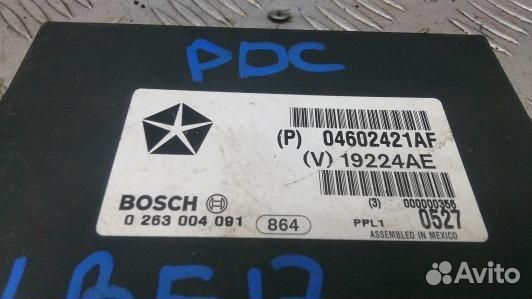 PDC
(P) 04602421AF
(V) 19224AE
(3) 000000356
BOSCH
0 263 004 091 864
PPL1 0527
ASSEMBLED IN MEXICO
Avito